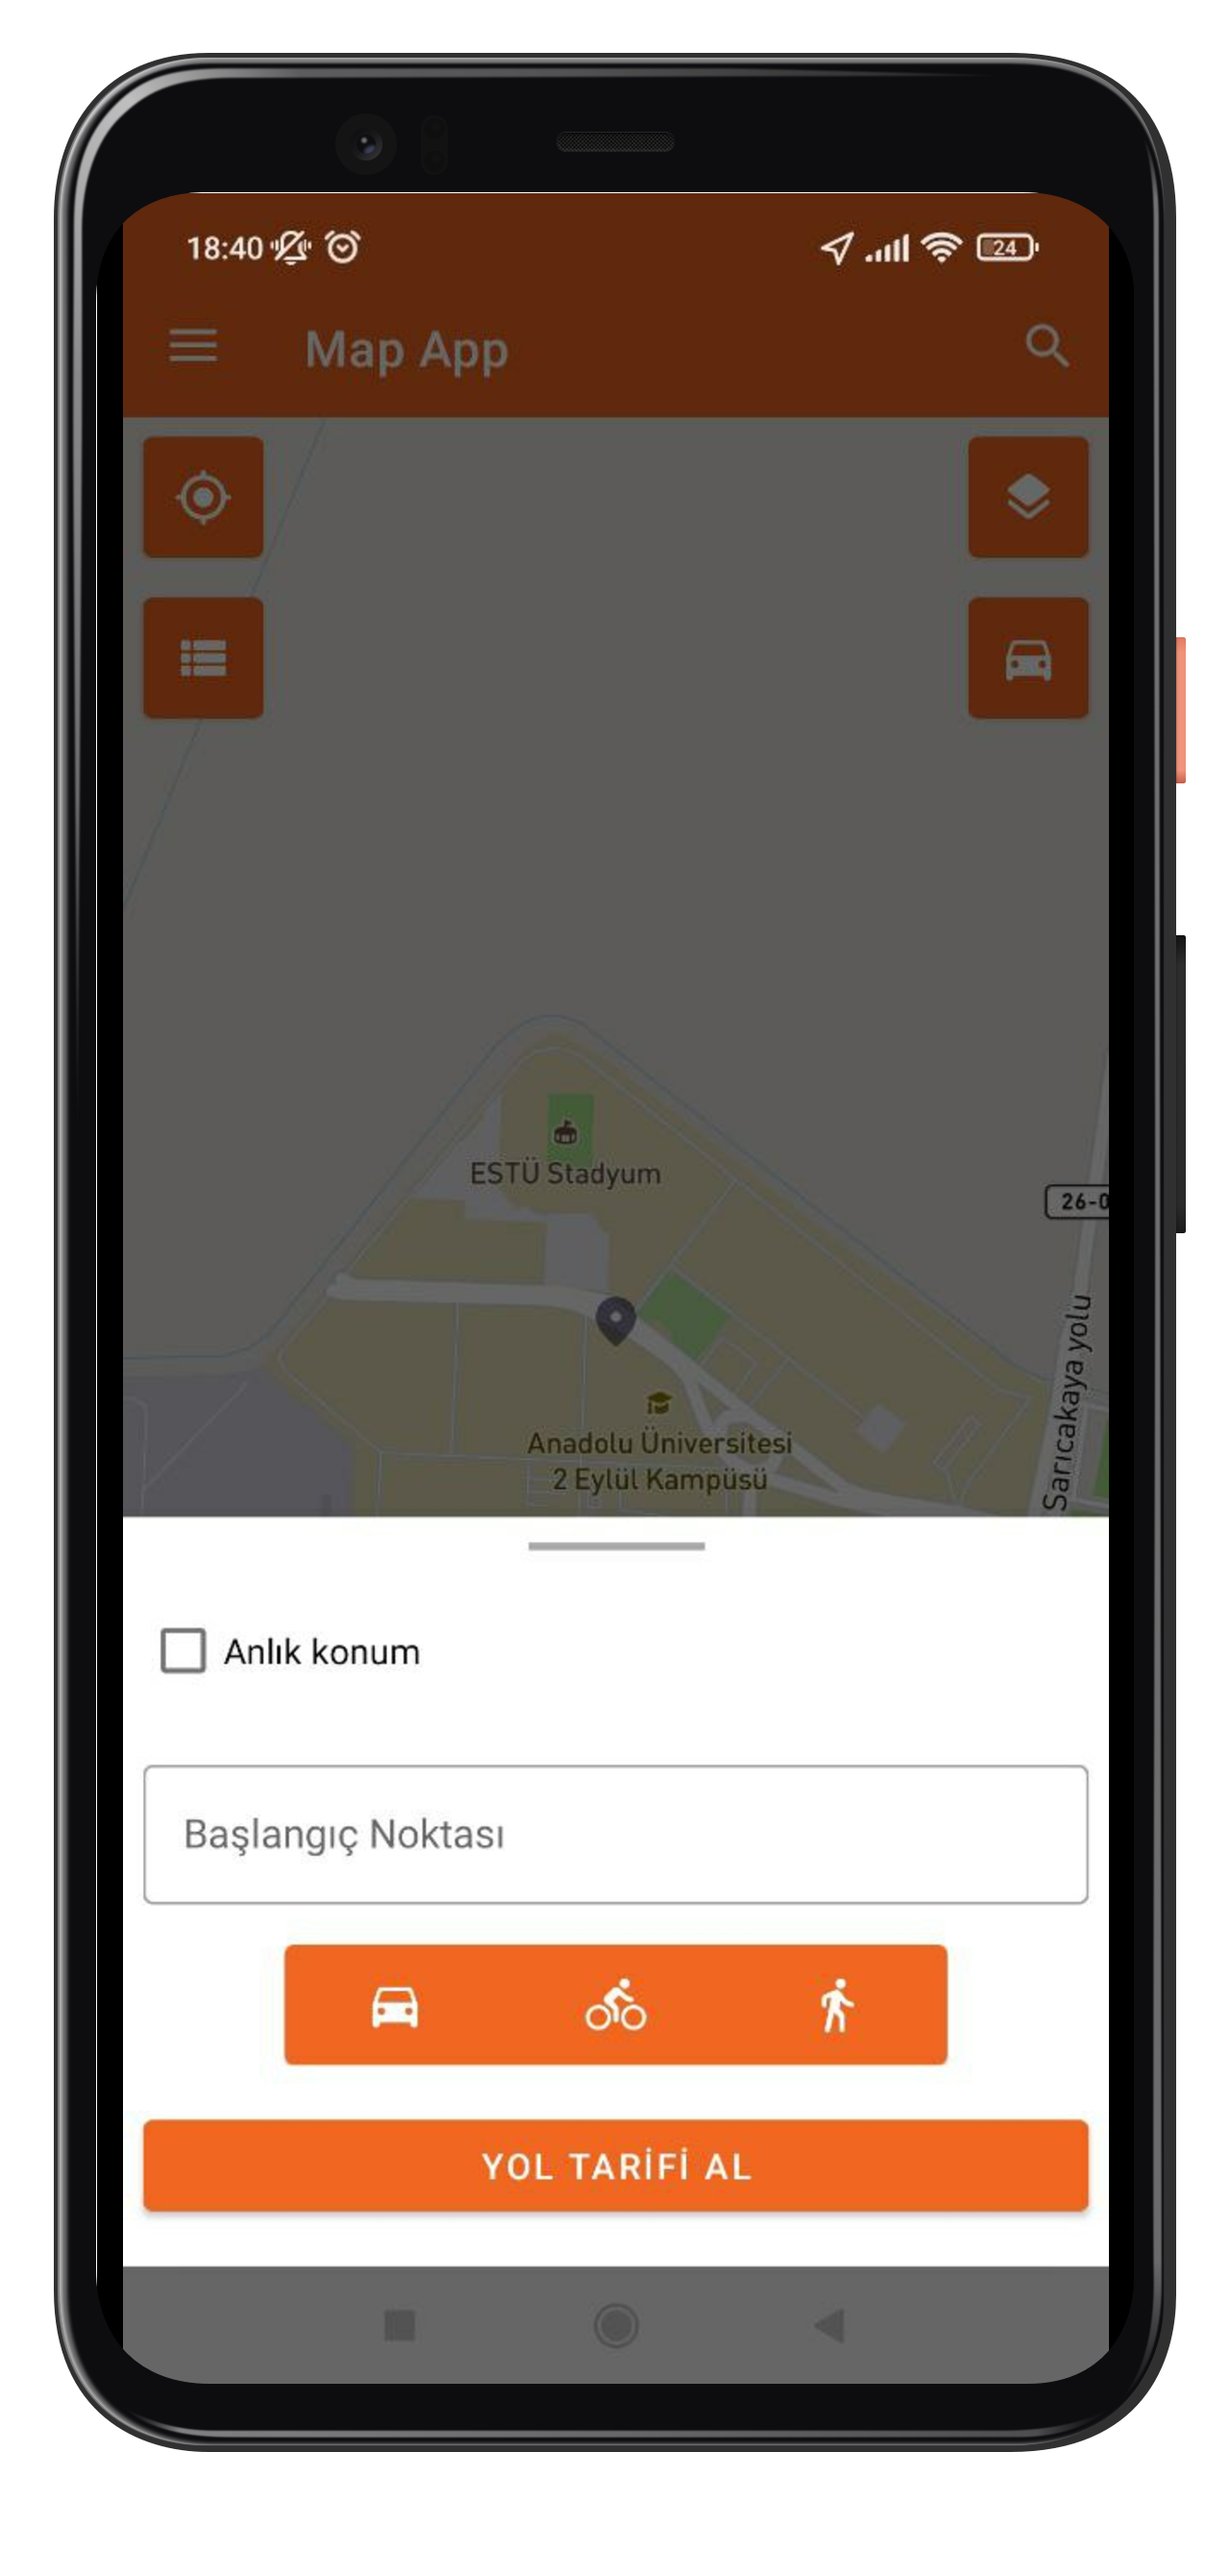 18:40
24
Map App
ESTÜ Stadyum
26-0
Sarıcakaya yolu
Anadolu Üniversitesi
2 Eylül Kampüsü
Anlık konum
Başlangıç Noktası
YOL TARİFİ AL